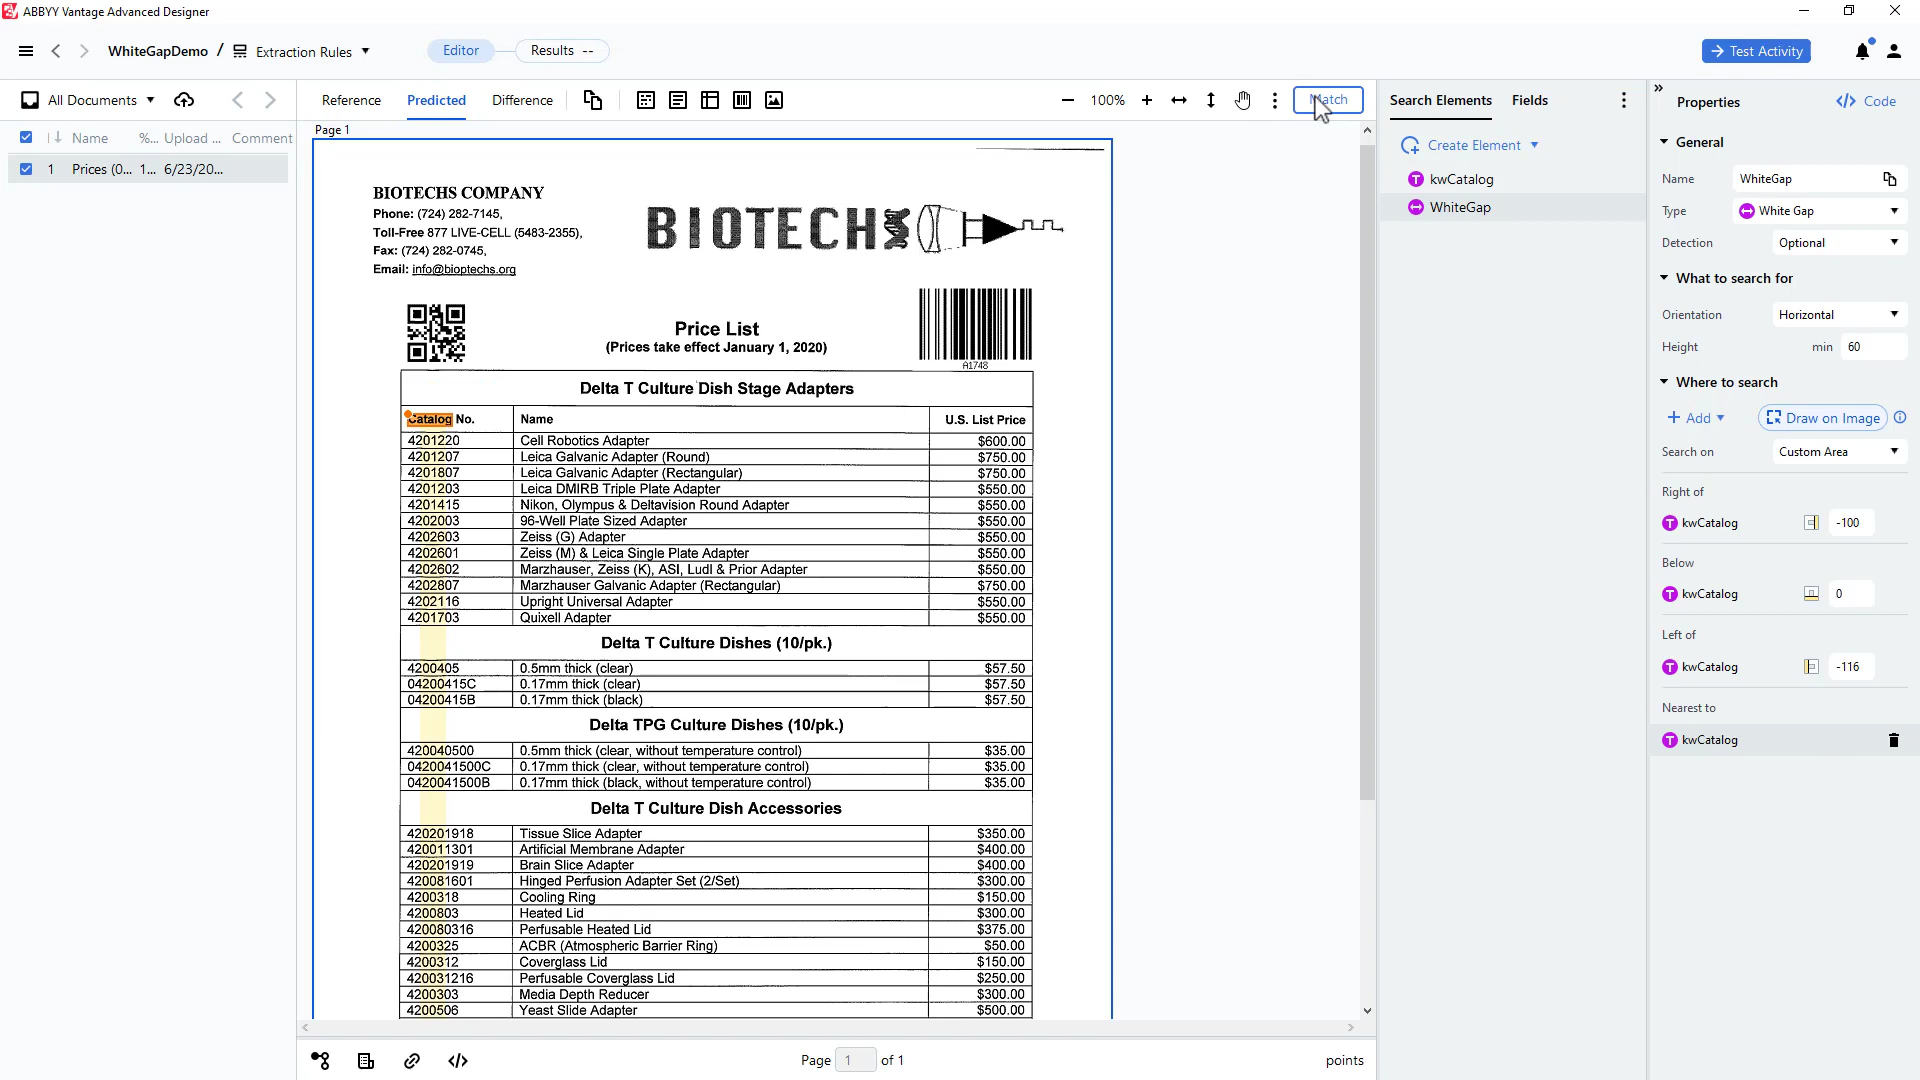 ABBYY Vantage Advanced Designer
WhiteGapDemo / Extraction Rules
Editor
Results --
Test Activity
All Documents
Reference
Predicted
Difference
100%
Match
Search Elements
Fields
Properties
Code
Name
%...
Upload ...
Comment
1 Prices (0... 1... 6/23/20...
Page 1
BIOTECHS COMPANY
Phone: (724) 282-7145,
Toll-Free 877 LIVE-CELL (5483-2355),
Fax: (724) 282-0745,
Email: info@bioptechs.org
BIOTECHS
Price List
(Prices take effect January 1, 2020)
A1748
Delta T Culture Dish Stage Adapters
Catalog No. Name U.S. List Price
4201220 Cell Robotics Adapter $600.00
4201207 Leica Galvanic Adapter (Round) $750.00
4201807 Leica Galvanic Adapter (Rectangular) $750.00
4201203 Leica DMIRB Triple Plate Adapter $550.00
4201415 Nikon, Olympus & Deltavision Round Adapter $550.00
4202003 96-Well Plate Sized Adapter $550.00
4202603 Zeiss (G) Adapter $550.00
4202601 Zeiss (M) & Leica Single Plate Adapter $550.00
4202602 Marzhauser, Zeiss (K), ASI, Ludl & Prior Adapter $550.00
4202807 Marzhauser Galvanic Adapter (Rectangular) $750.00
4202116 Upright Universal Adapter $550.00
4201703 Quixell Adapter $550.00
Delta T Culture Dishes (10/pk.)
4200405 0.5mm thick (clear) $57.50
04200415C 0.17mm thick (clear) $57.50
04200415B 0.17mm thick (black) $57.50
Delta TPG Culture Dishes (10/pk.)
420040500 0.5mm thick (clear, without temperature control) $35.00
0420041500C 0.17mm thick (clear, without temperature control) $35.00
0420041500B 0.17mm thick (black, without temperature control) $35.00
Delta T Culture Dish Accessories
420201918 Tissue Slice Adapter $350.00
420011301 Artificial Membrane Adapter $400.00
420201919 Brain Slice Adapter $400.00
420081601 Hinged Perfusion Adapter Set (2/Set) $300.00
4200318 Cooling Ring $150.00
4200803 Heated Lid $300.00
420080316 Perfusable Heated Lid $375.00
4200325 ACBR (Atmospheric Barrier Ring) $50.00
4200312 Coverglass Lid $150.00
420031216 Perfusable Coverglass Lid $250.00
4200303 Media Depth Reducer $300.00
4200506 Yeast Slide Adapter $500.00
Page 1 of 1
points
Create Element
kwCatalog
WhiteGap
General
Name WhiteGap
Type White Gap
Detection Optional
What to search for
Orientation Horizontal
Height min 60
Where to search
Add
Draw on Image
Search on Custom Area
Right of
kwCatalog -100
Below
kwCatalog 0
Left of
kwCatalog -116
Nearest to
kwCatalog